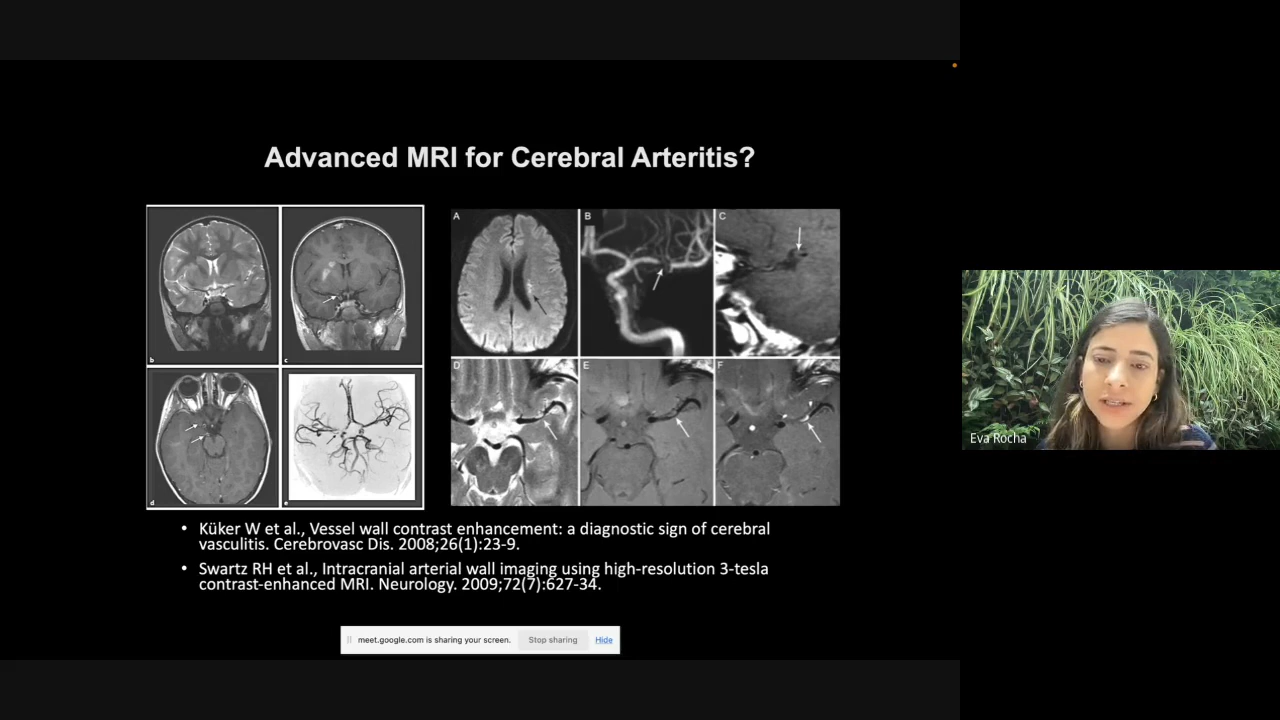 Advanced MRI for Cerebral Arteritis?
b
c
d
e
A
B
C
D
E
F
• Küker W et al., Vessel wall contrast enhancement: a diagnostic sign of cerebral
vasculitis. Cerebrovasc Dis. 2008;26(1):23-9.
• Swartz RH et al., Intracranial arterial wall imaging using high-resolution 3-tesla
contrast-enhanced MRI. Neurology. 2009;72(7):627-34.
meet.google.com is sharing your screen. Stop sharing Hide
Eva Rocha